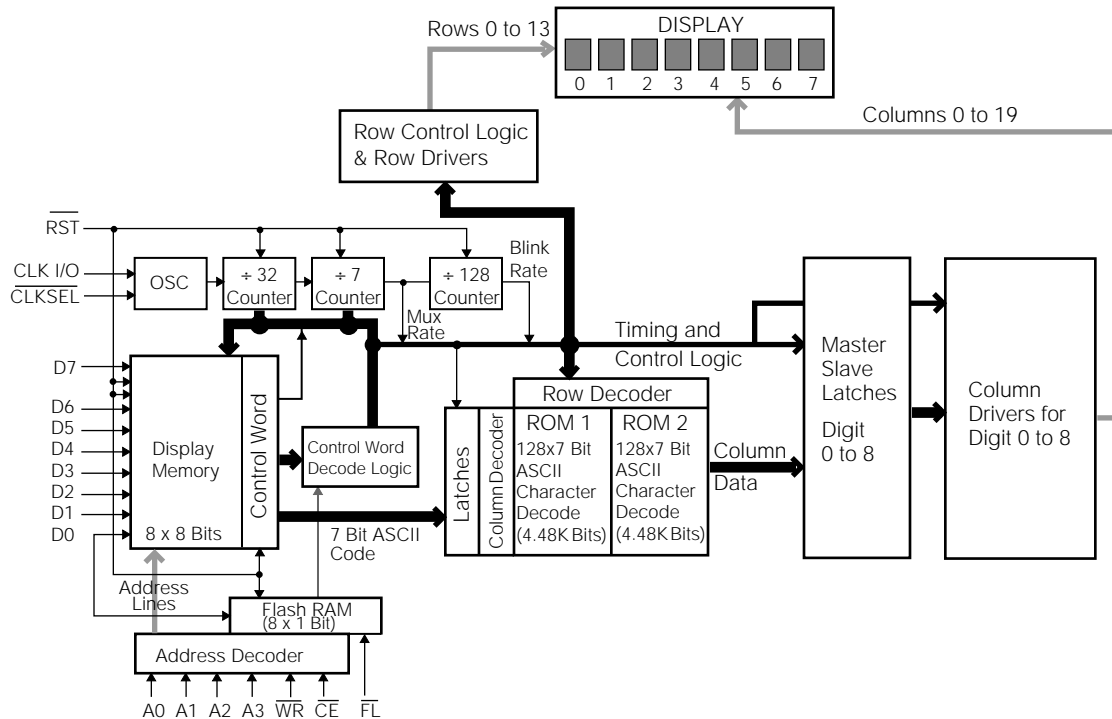 Rows 0 to 13
DISPLAY
0 1 2 3 4 5 6 7
Columns 0 to 19
Row Control Logic
& Row Drivers
RST
CLK I/O
CLKSEL
OSC
÷ 32
Counter
÷ 7
Counter
÷ 128
Counter
Blink
Rate
Mux
Rate
Timing and
Control Logic
Master
Slave
Latches
Digit
0 to 8
Column
Drivers for
Digit 0 to 8
D7
D6
D5
D4
D3
D2
D1
D0
Display
Memory
8 x 8 Bits
Control Word
Control Word
Decode Logic
7 Bit ASCII
Code
Latches
Column Decoder
Row Decoder
ROM 1
128x7 Bit
ASCII
Character
Decode
(4.48K Bits)
ROM 2
128x7 Bit
ASCII
Character
Decode
(4.48K Bits)
Column
Data
Address
Lines
Flash RAM
(8 x 1 Bit)
Address Decoder
A0 A1 A2 A3 WR CE FL